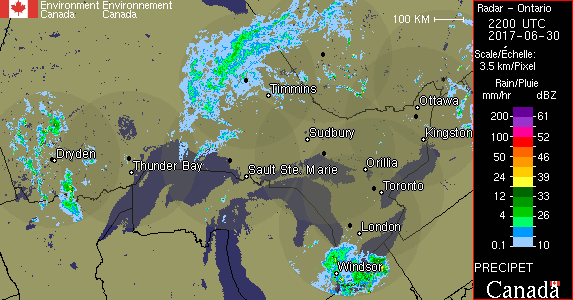 Environment Environnement
Canada Canada
100 KM
Timmins
Ottawa
Sudbury
Kingston
Dryden
Thunder Bay
Sault Ste. Marie
Orillia
Toronto
London
Windsor
Radar - Ontario
2200 UTC
2017-06-30
Scale/Échelle:
3.5 km/Pixel
Rain/Pluie
mm/hr dBZ
200 61
100 52
50 46
24 39
12 33
4 26
0.1 10
PRECIPET
Canada